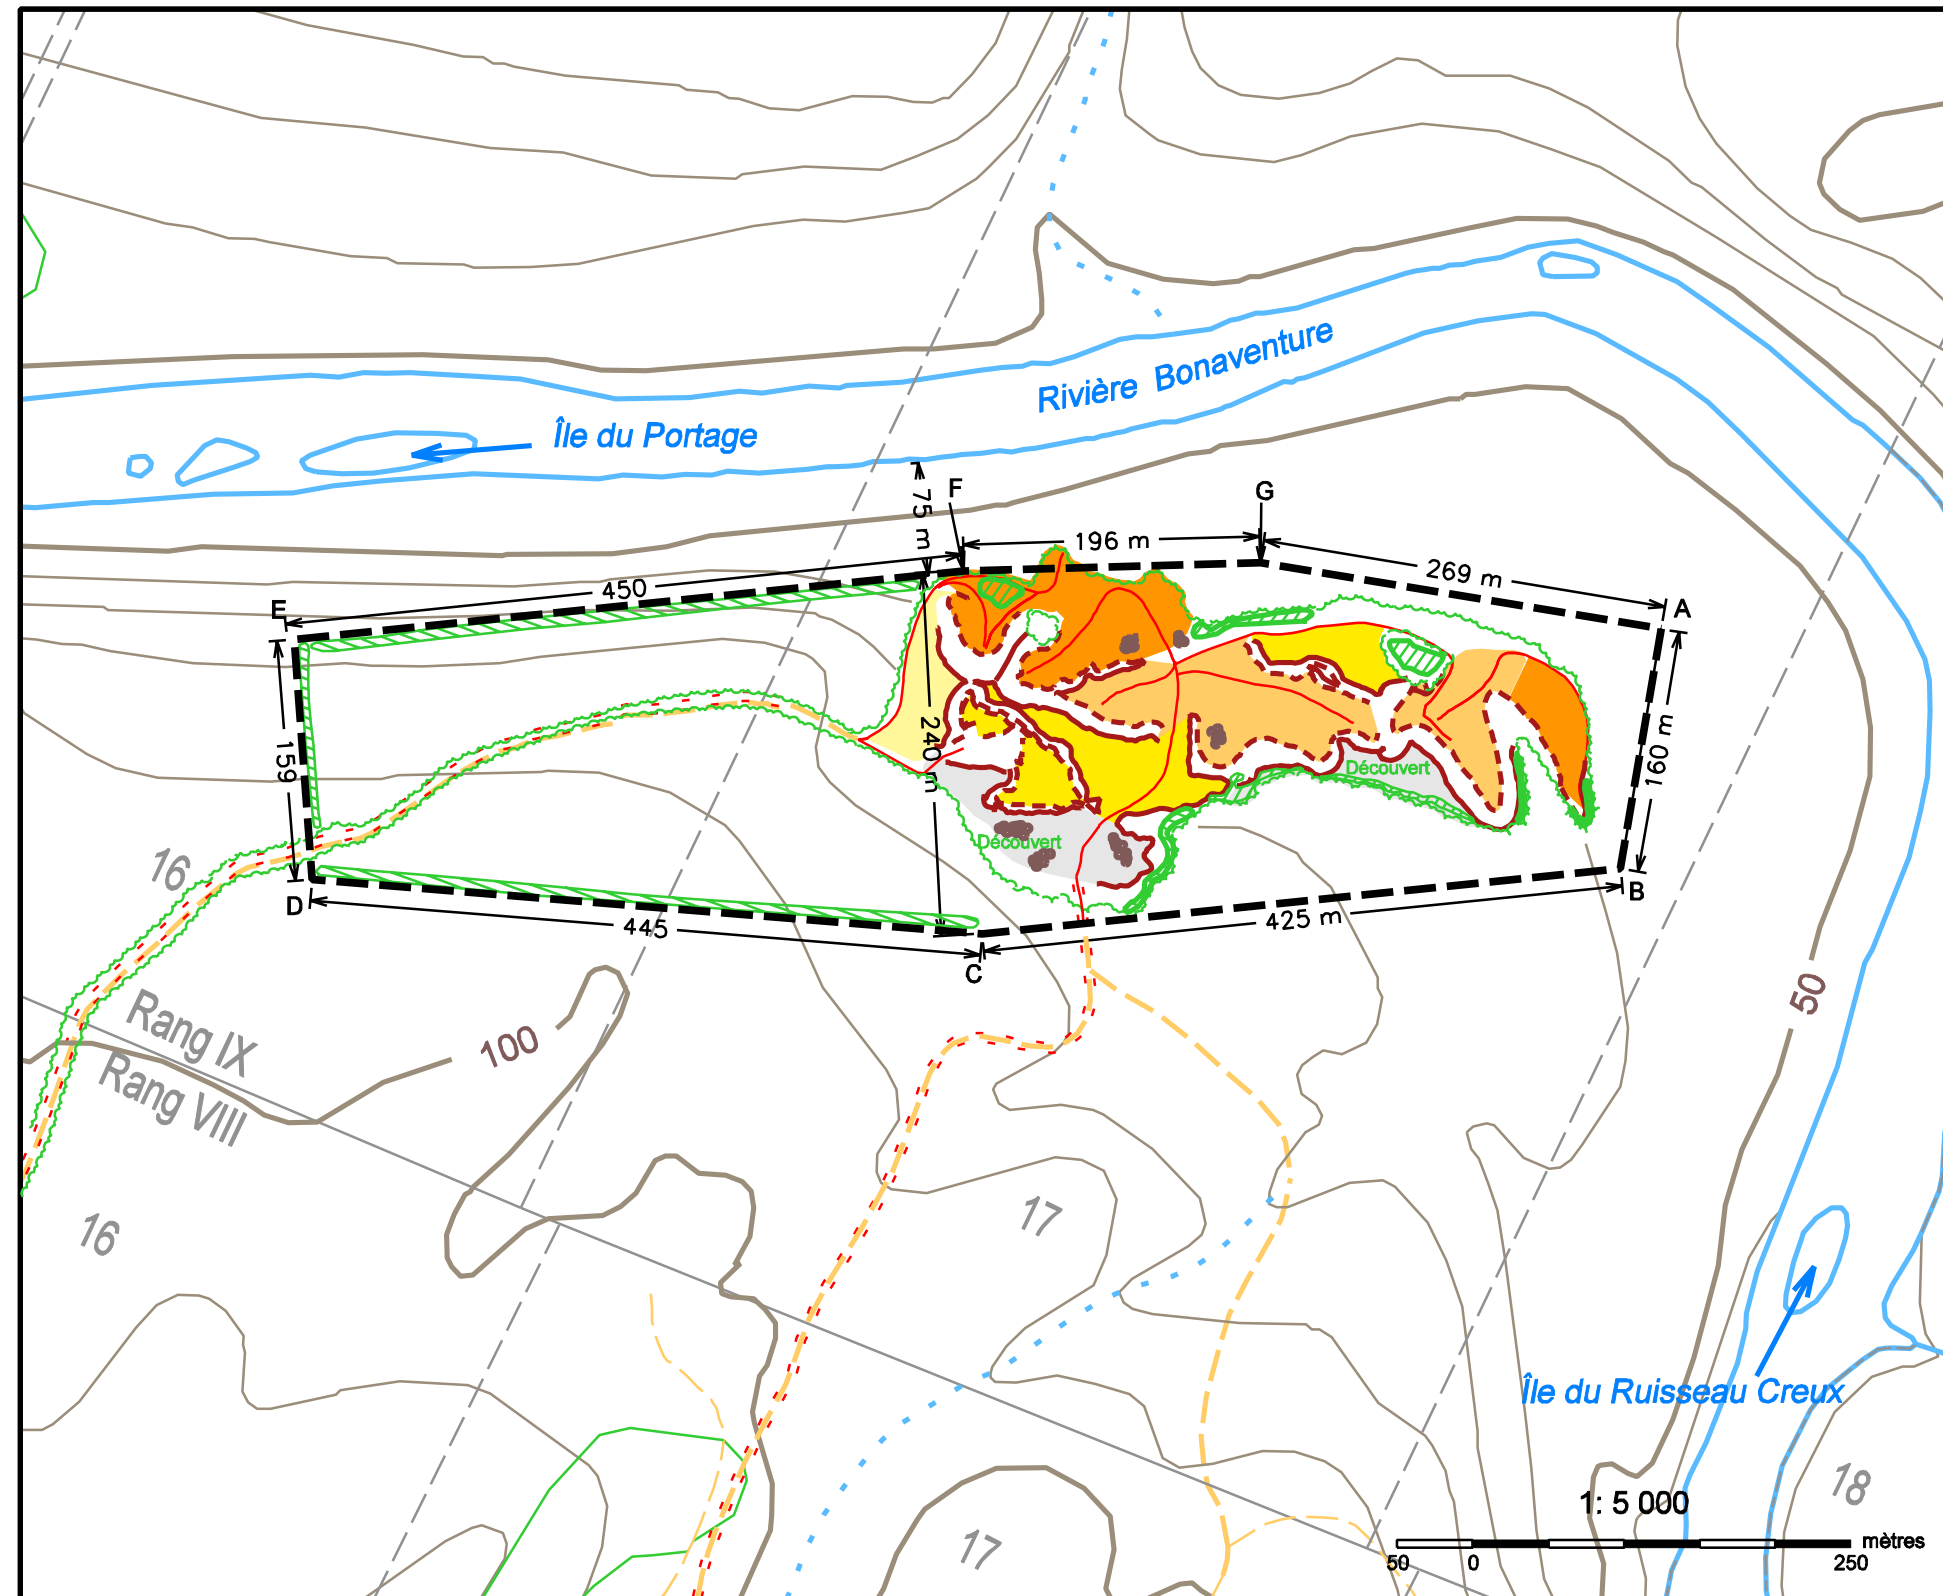 Rivière Bonaventure
Île du Portage
75 m
F
G
196 m
269 m
450
E
A
159
240 m
160 m
Découvert
Découvert
16
D
445
425 m
B
C
50
Rang IX
100
Rang VIII
16
17
Île du Ruisseau Creux
18
1: 5 000
17
mètres
50
0
250